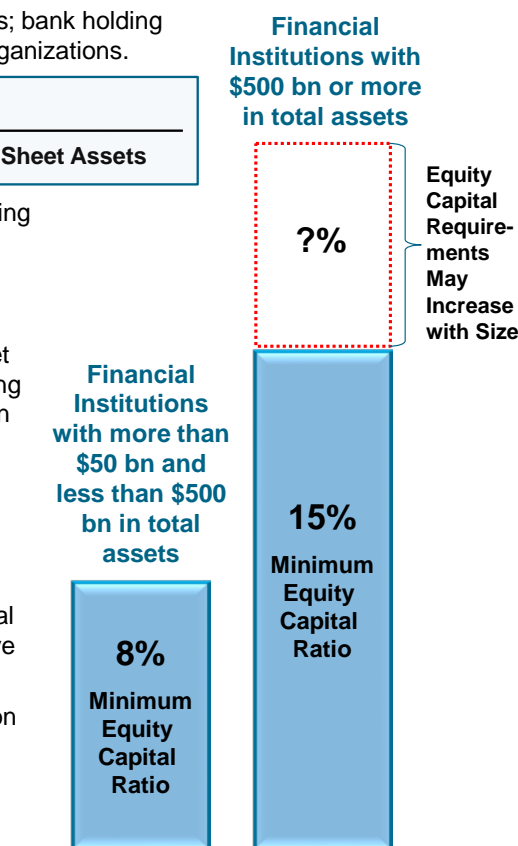 s; bank holding
ganizations.
Sheet Assets
ing
et
ng
n
al
ve
on
Financial
Institutions with
$500 bn or more
in total assets
?%
Equity
Capital
Require-
ments
May
Increase
with Size
Financial
Institutions
with more than
$50 bn and
less than $500
bn in total
assets
15%
Minimum
Equity
Capital
Ratio
8%
Minimum
Equity
Capital
Ratio